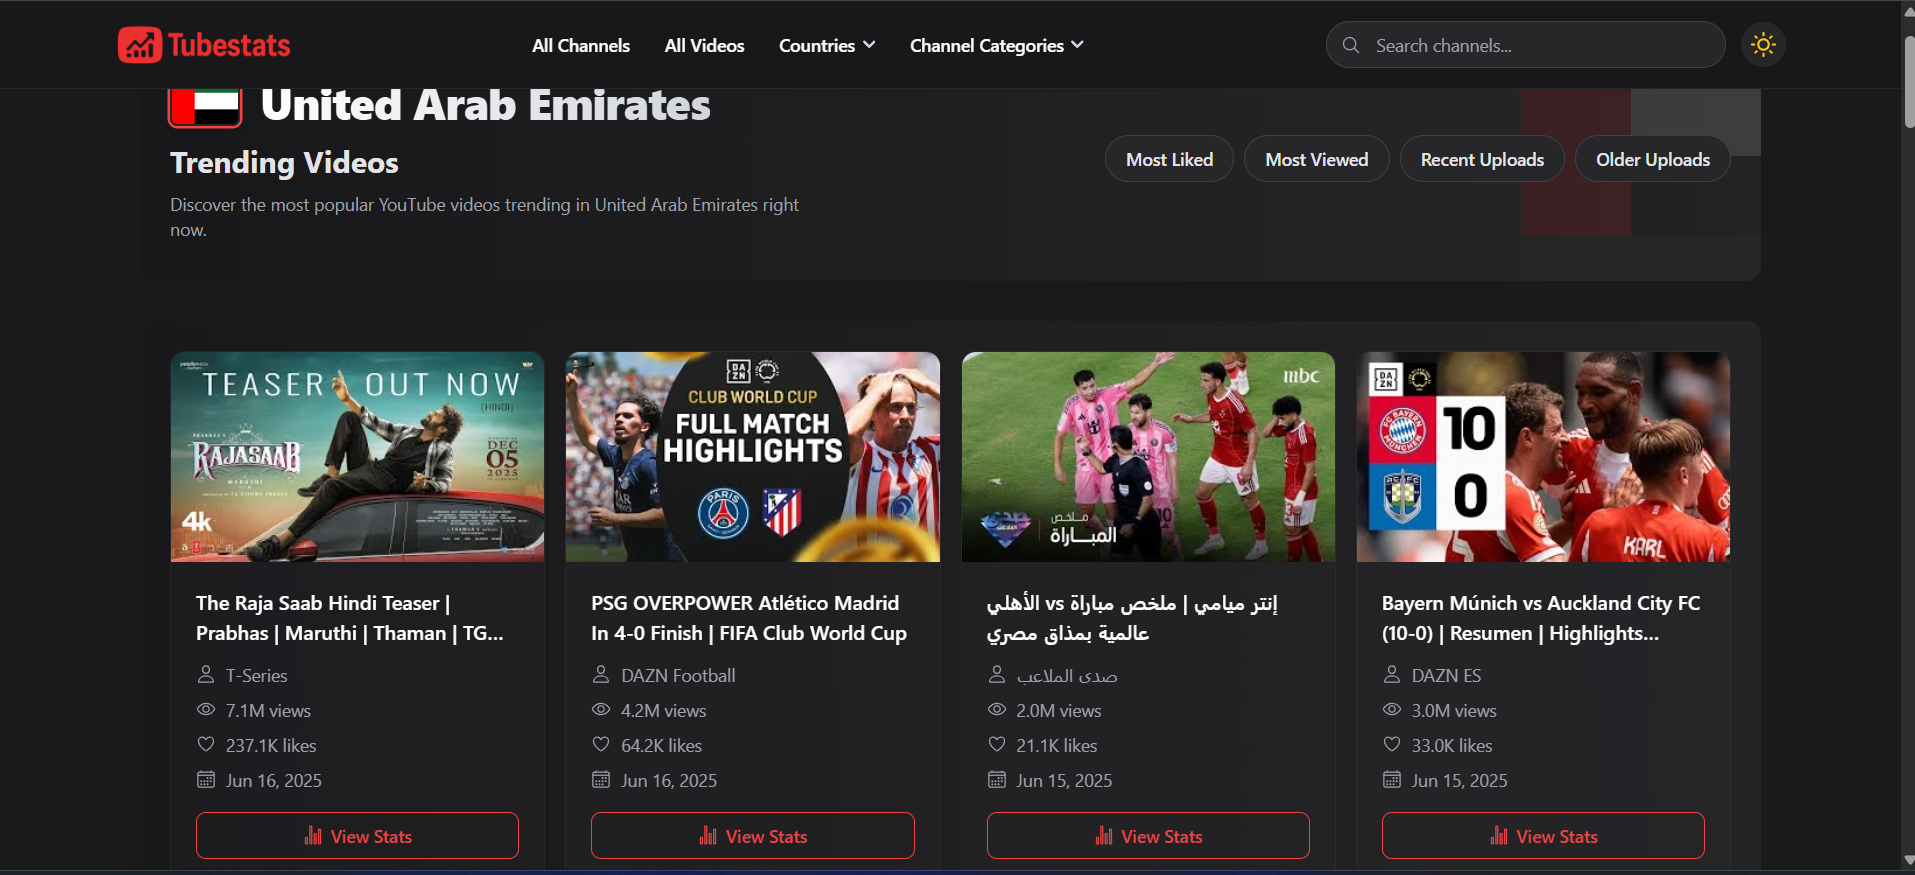 Tubestats
All Channels
All Videos
Countries
Channel Categories
Search channels...
United Arab Emirates
Trending Videos
Discover the most popular YouTube videos trending in United Arab Emirates right
now.
Most Liked
Most Viewed
Recent Uploads
Older Uploads
TEASER OUT NOW
(HINDI)
RAJASAAB
MARUTHI
DEC
05
2025
4k
DAZN
CLUB WORLD CUP
FULL MATCH
HIGHLIGHTS
PARIS
mbc
ملخص
المباراة
DAZN
10
0
KARL
The Raja Saab Hindi Teaser |
Prabhas | Maruthi | Thaman | TG...
T-Series
7.1M views
237.1K likes
Jun 16, 2025
View Stats
PSG OVERPOWER Atlético Madrid
In 4-0 Finish | FIFA Club World Cup
DAZN Football
4.2M views
64.2K likes
Jun 16, 2025
View Stats
إنتر ميامي | ملخص مباراة vs الأهلي
عالمية بمذاق مصري
صدى الملاعب
2.0M views
21.1K likes
Jun 15, 2025
View Stats
Bayern Múnich vs Auckland City FC
(10-0) | Resumen | Highlights...
DAZN ES
3.0M views
33.0K likes
Jun 15, 2025
View Stats